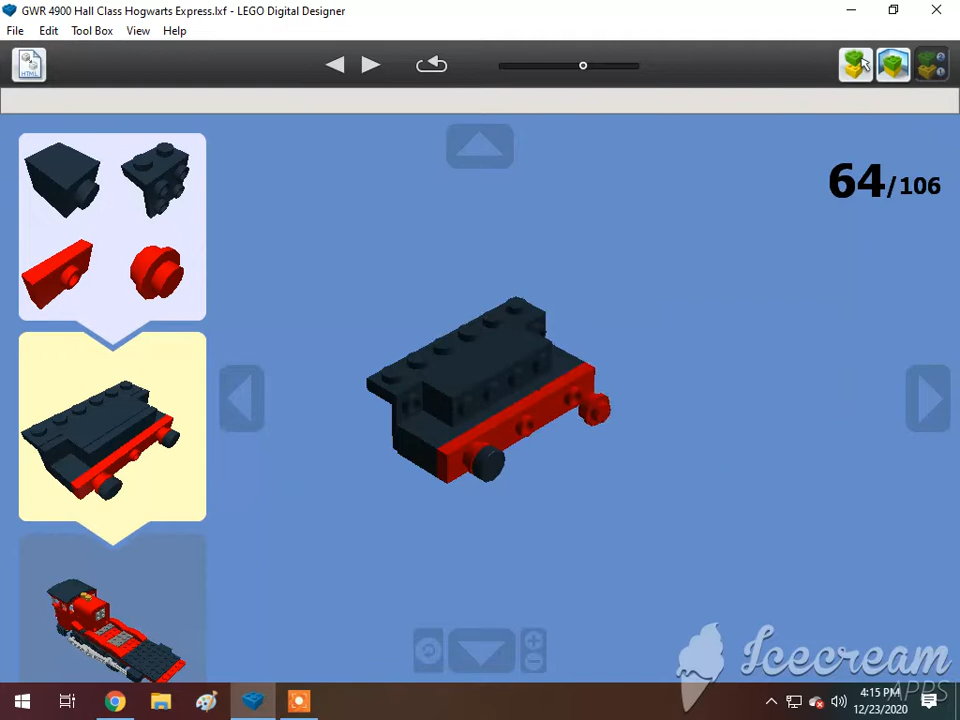 GWR 4900 Hall Class Hogwarts Express.lxf - LEGO Digital Designer
File Edit Tool Box View Help
HTML
64/106
Icecream
APPS
4:15 PM
12/23/2020